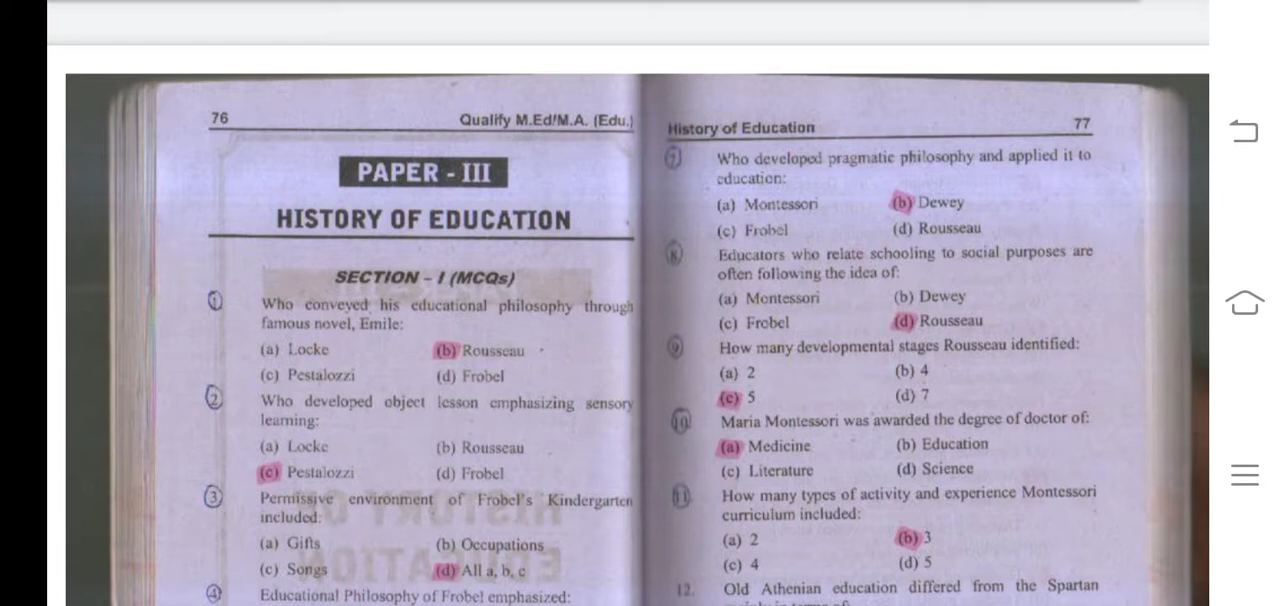 76 Qualify M.Ed/M.A. (Edu.)
PAPER - III
HISTORY OF EDUCATION
SECTION - I (MCQs)
1 Who conveyed his educational philosophy through
famous novel, Emile:
(a) Locke (b) Rousseau
(c) Pestalozzi (d) Frobel
2 Who developed object lesson emphasizing sensory
learning:
(a) Locke (b) Rousseau
(c) Pestalozzi (d) Frobel
3 Permissive environment of Frobel's Kindergarten
included:
(a) Gifts (b) Occupations
(c) Songs (d) All a, b, c
4 Educational Philosophy of Frobel emphasized:
History of Education 77
7 Who developed pragmatic philosophy and applied it to
education:
(a) Montessori (b) Dewey
(c) Frobel (d) Rousseau
8 Educators who relate schooling to social purposes are
often following the idea of:
(a) Montessori (b) Dewey
(c) Frobel (d) Rousseau
9 How many developmental stages Rousseau identified:
(a) 2 (b) 4
(c) 5 (d) 7
10 Maria Montessori was awarded the degree of doctor of:
(a) Medicine (b) Education
(c) Literature (d) Science
11 How many types of activity and experience Montessori
curriculum included:
(a) 2 (b) 3
(c) 4 (d) 5
12. Old Athenian education differed from the Spartan